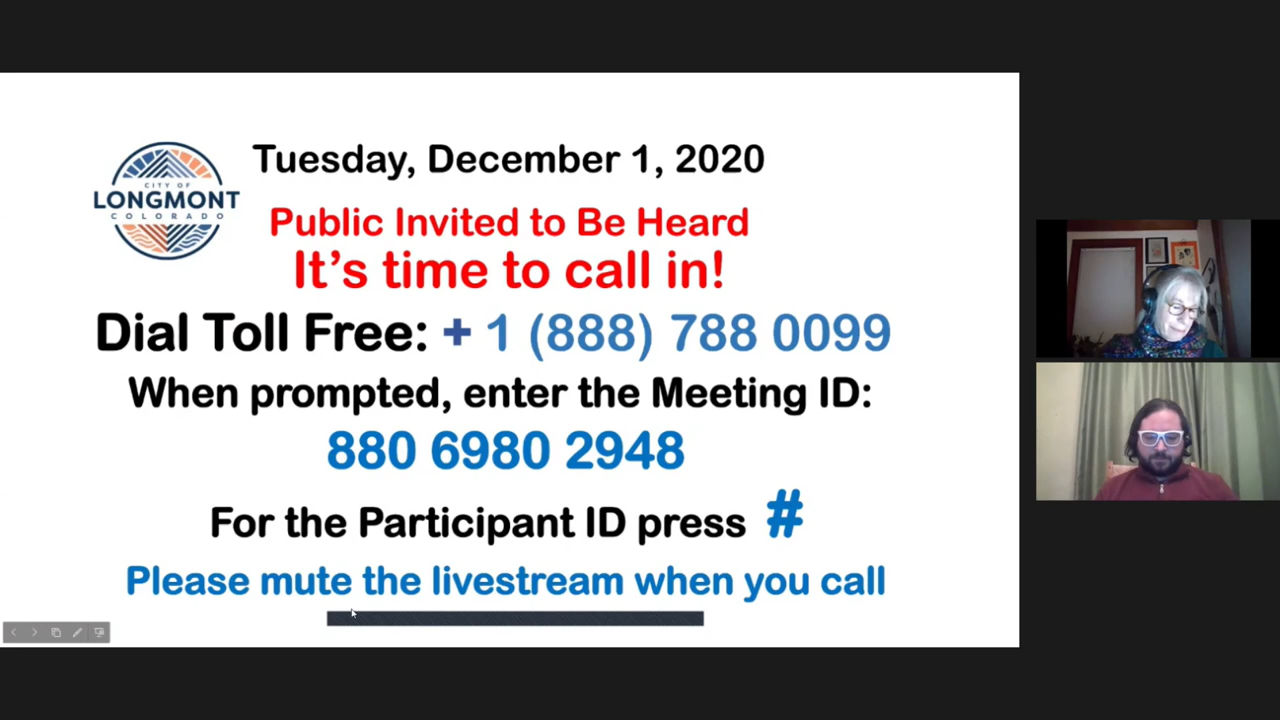 CITY OF
LONGMONT
COLORADO
Tuesday, December 1, 2020
Public Invited to Be Heard
It's time to call in!
Dial Toll Free: + 1 (888) 788 0099
When prompted, enter the Meeting ID:
880 6980 2948
For the Participant ID press #
Please mute the livestream when you call